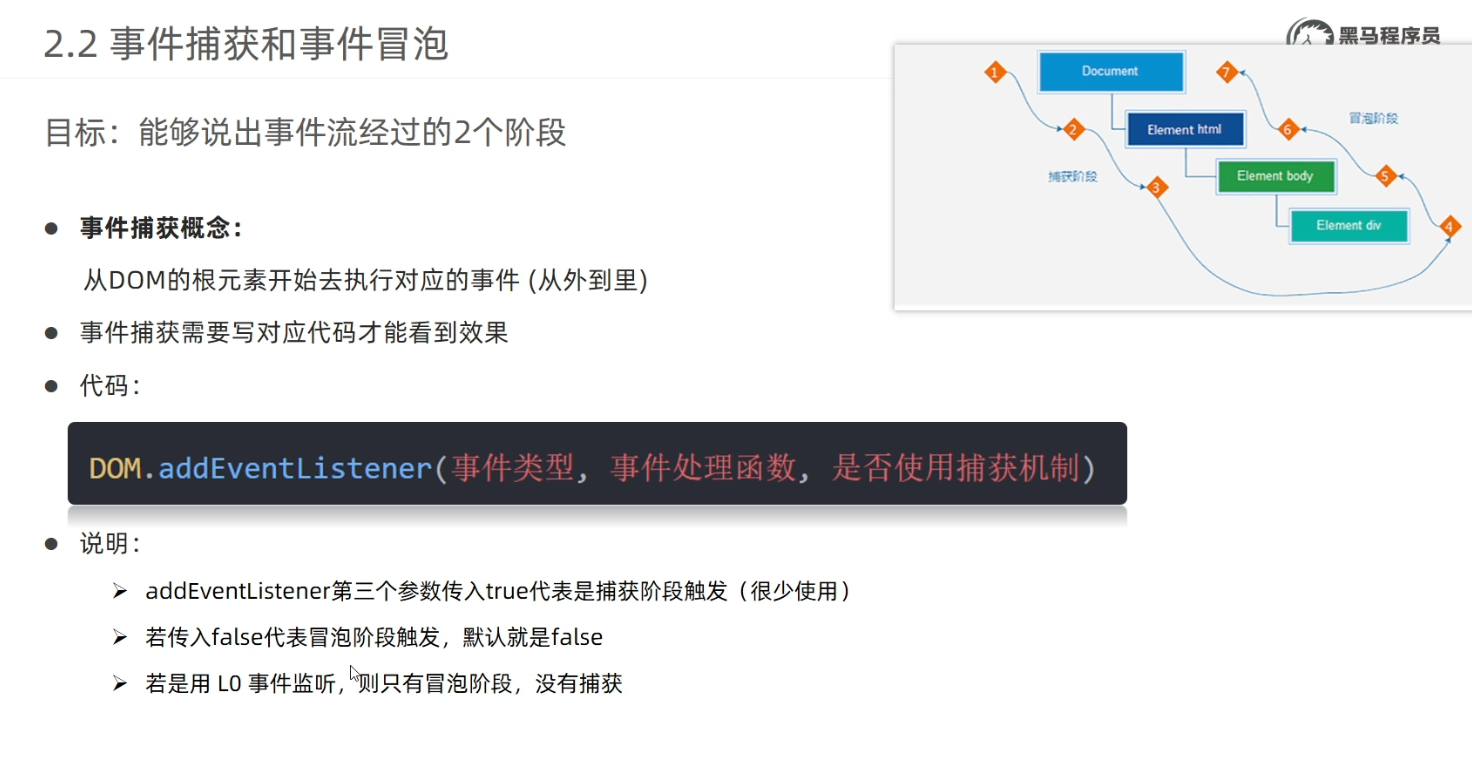 2.2 事件捕获和事件冒泡
黑马程序员
目标：能够说出事件流经过的2个阶段
1
Document
7
2
Element html
6
冒泡阶段
捕获阶段
3
Element body
5
Element div
4
事件捕获概念：
从DOM的根元素开始去执行对应的事件 (从外到里)
事件捕获需要写对应代码才能看到效果
代码：
DOM.addEventListener(事件类型, 事件处理函数, 是否使用捕获机制)
说明：
addEventListener第三个参数传入true代表是捕获阶段触发（很少使用）
若传入false代表冒泡阶段触发，默认就是false
若是用 L0 事件监听，则只有冒泡阶段，没有捕获